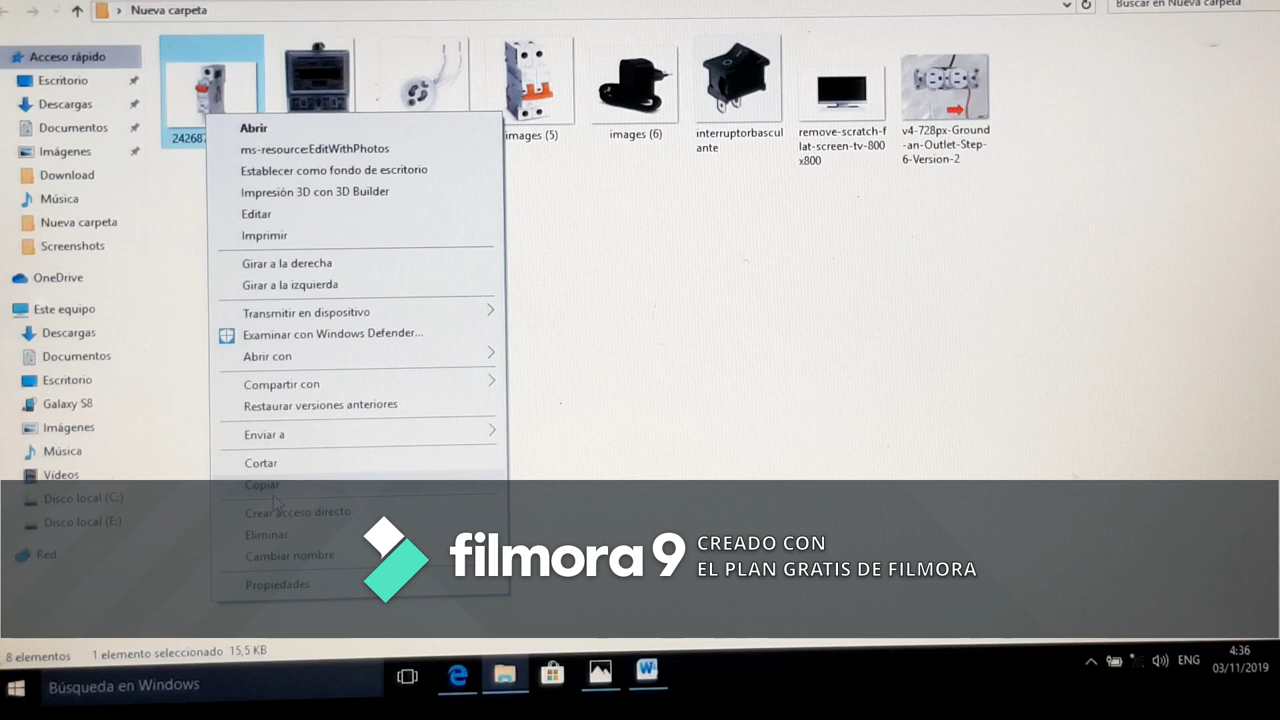 Nueva carpeta
Buscar en Nueva carpeta
Acceso rápido
Escritorio
Descargas
Documentos
Imágenes
Download
Música
Nueva carpeta
Screenshots
OneDrive
Este equipo
Descargas
Documentos
Escritorio
Galaxy S8
Imágenes
Música
Vídeos
Disco local (C:)
Disco local (E:)
Red
24268
images (5)
images (6)
interruptorbascul
ante
remove-scratch-f
lat-screen-tv-800
x800
v4-728px-Ground
-an-Outlet-Step-
6-Version-2
Abrir
ms-resource:EditWithPhotos
Establecer como fondo de escritorio
Impresión 3D con 3D Builder
Editar
Imprimir
Girar a la derecha
Girar a la izquierda
Transmitir en dispositivo
Examinar con Windows Defender...
Abrir con
Compartir con
Restaurar versiones anteriores
Enviar a
Cortar
Copiar
Crear acceso directo
Eliminar
Cambiar nombre
Propiedades
filmora 9
CREADO CON
EL PLAN GRATIS DE FILMORA
8 elementos
1 elemento seleccionado 15,5 KB
Búsqueda en Windows
W
ENG
4:36
03/11/2019